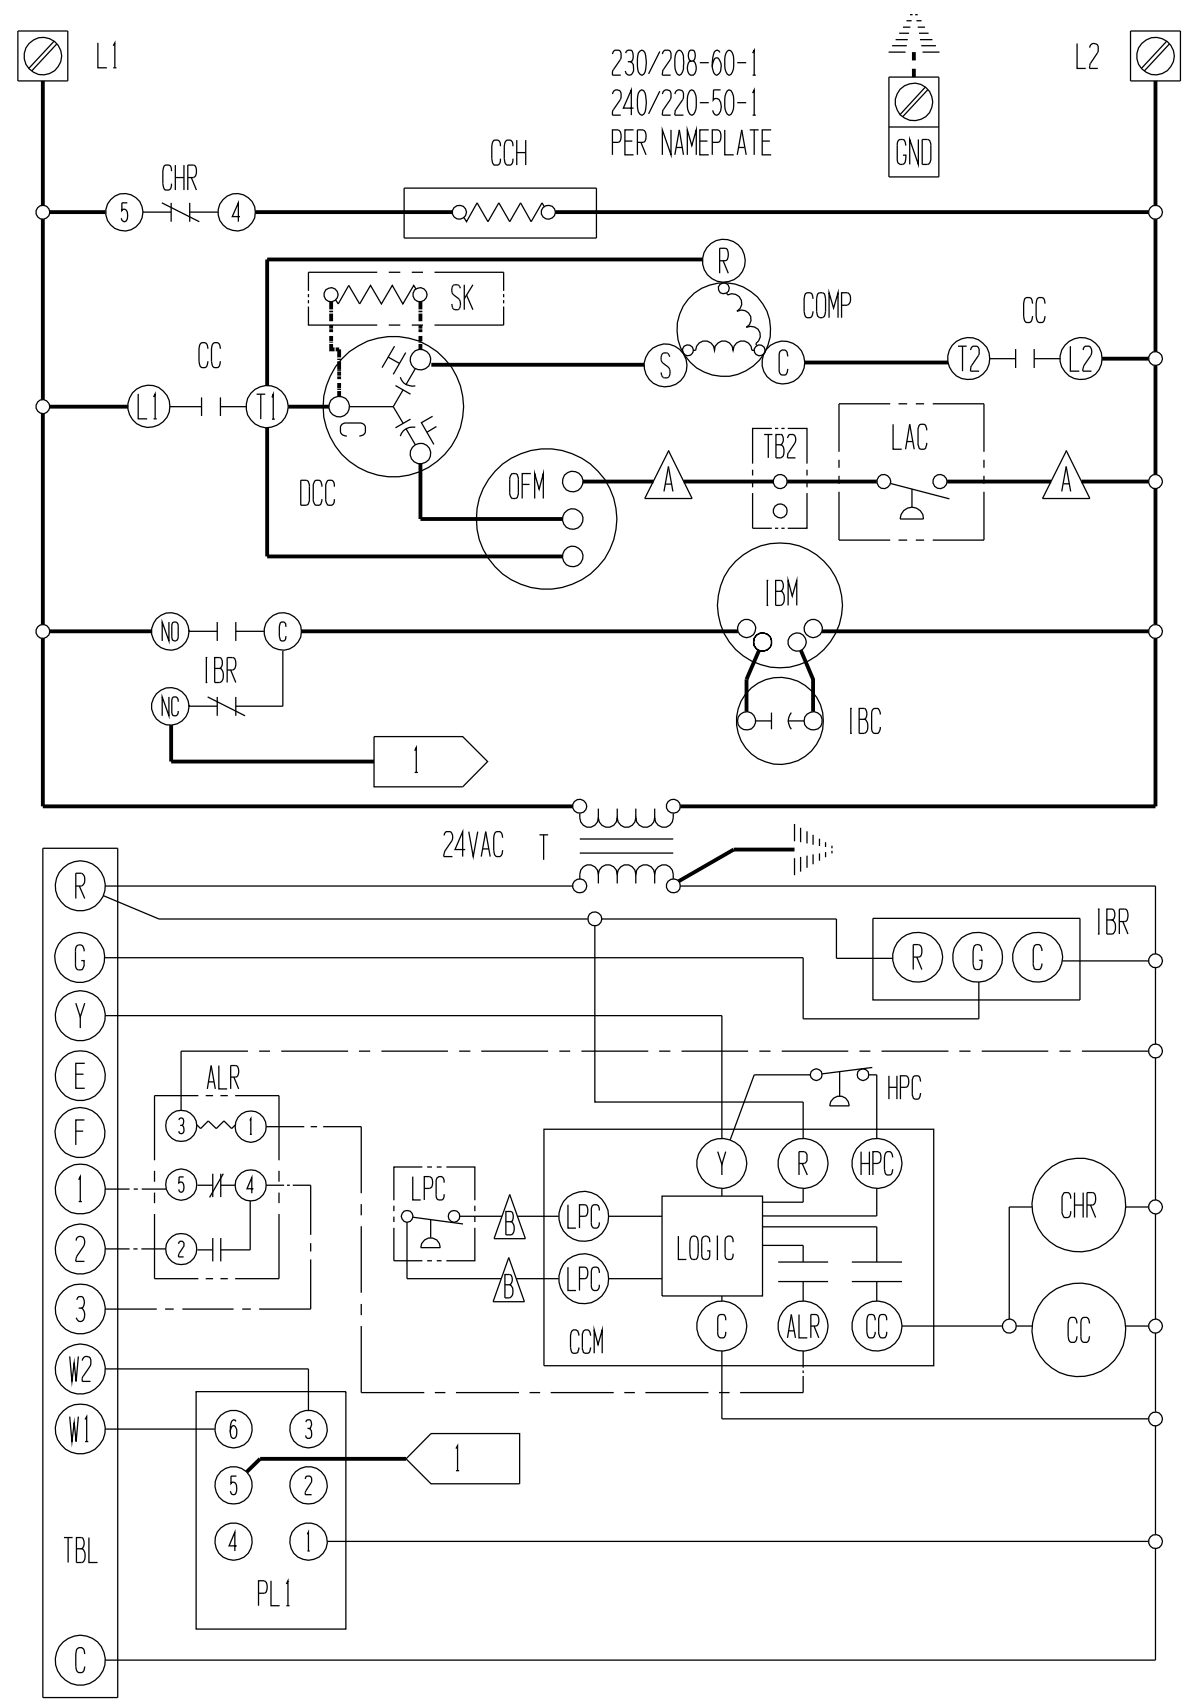 L1
230/208-60-1
240/220-50-1
PER NAMEPLATE
L2
GND
CHR
5
4
CCH
R
SK
COMP
CC
S
C
T2
L2
CC
L1
T1
H
C
F
DCC
OFM
A
TB2
LAC
A
IBM
NO
C
IBR
NC
1
IBC
24VAC
T
R
IBR
G
R
G
C
Y
E
ALR
HPC
F
3
1
1
5
4
LPC
Y
R
HPC
CHR
B
LPC
2
2
LOGIC
B
LPC
3
C
ALR
CC
CC
CCM
W2
W1
6
3
1
5
2
4
1
TBL
PL1
C